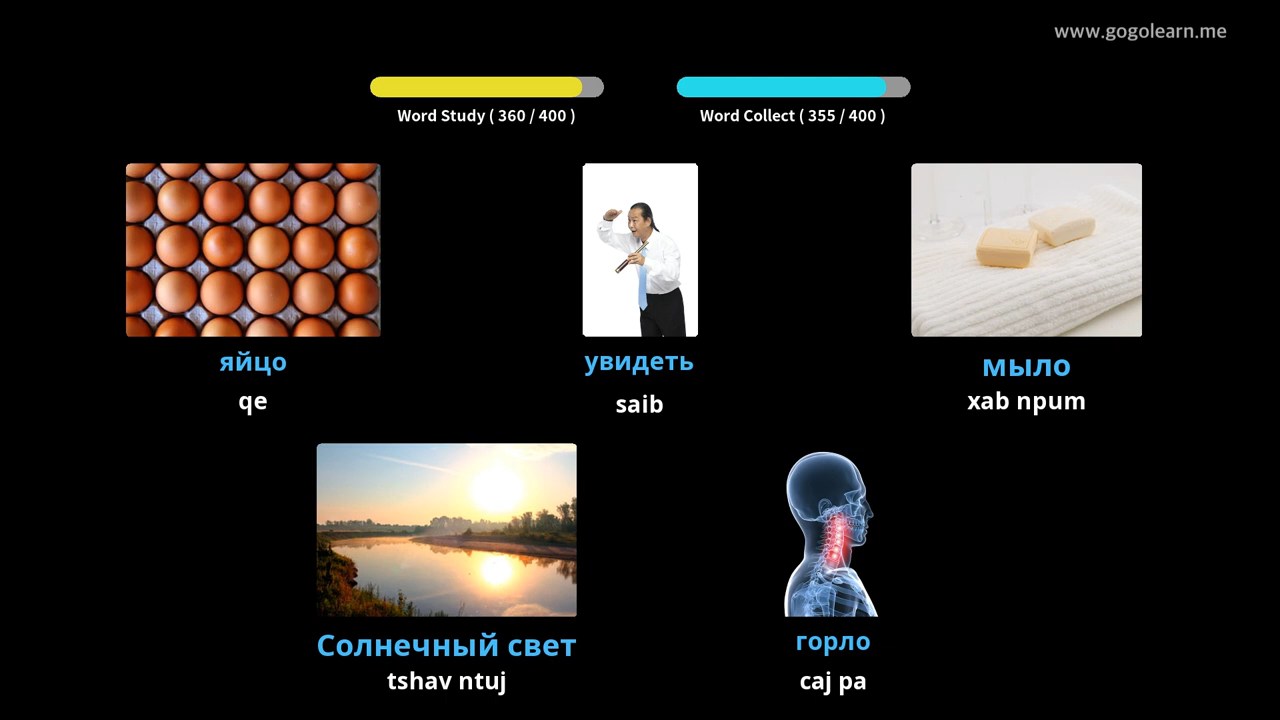 www.gogolearn.me
Word Study ( 360 / 400 )
Word Collect ( 355 / 400 )
яйцо
qe
увидеть
saib
мыло
xab npum
Солнечный свет
tshav ntuj
горло
caj pa